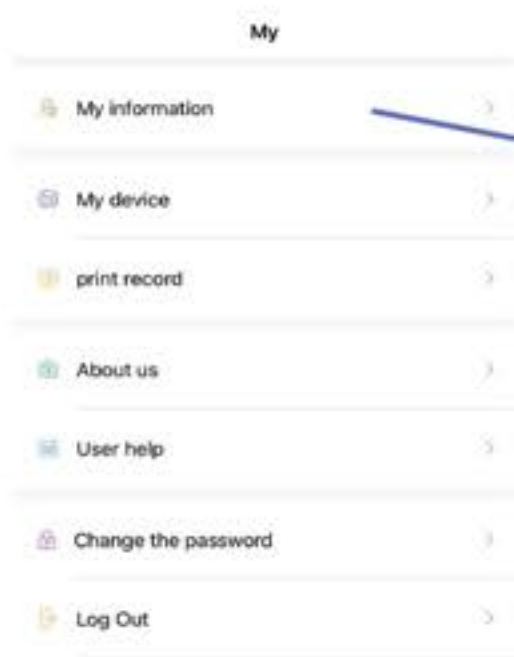 My
My information
My device
print record
About us
User help
Change the password
Log Out